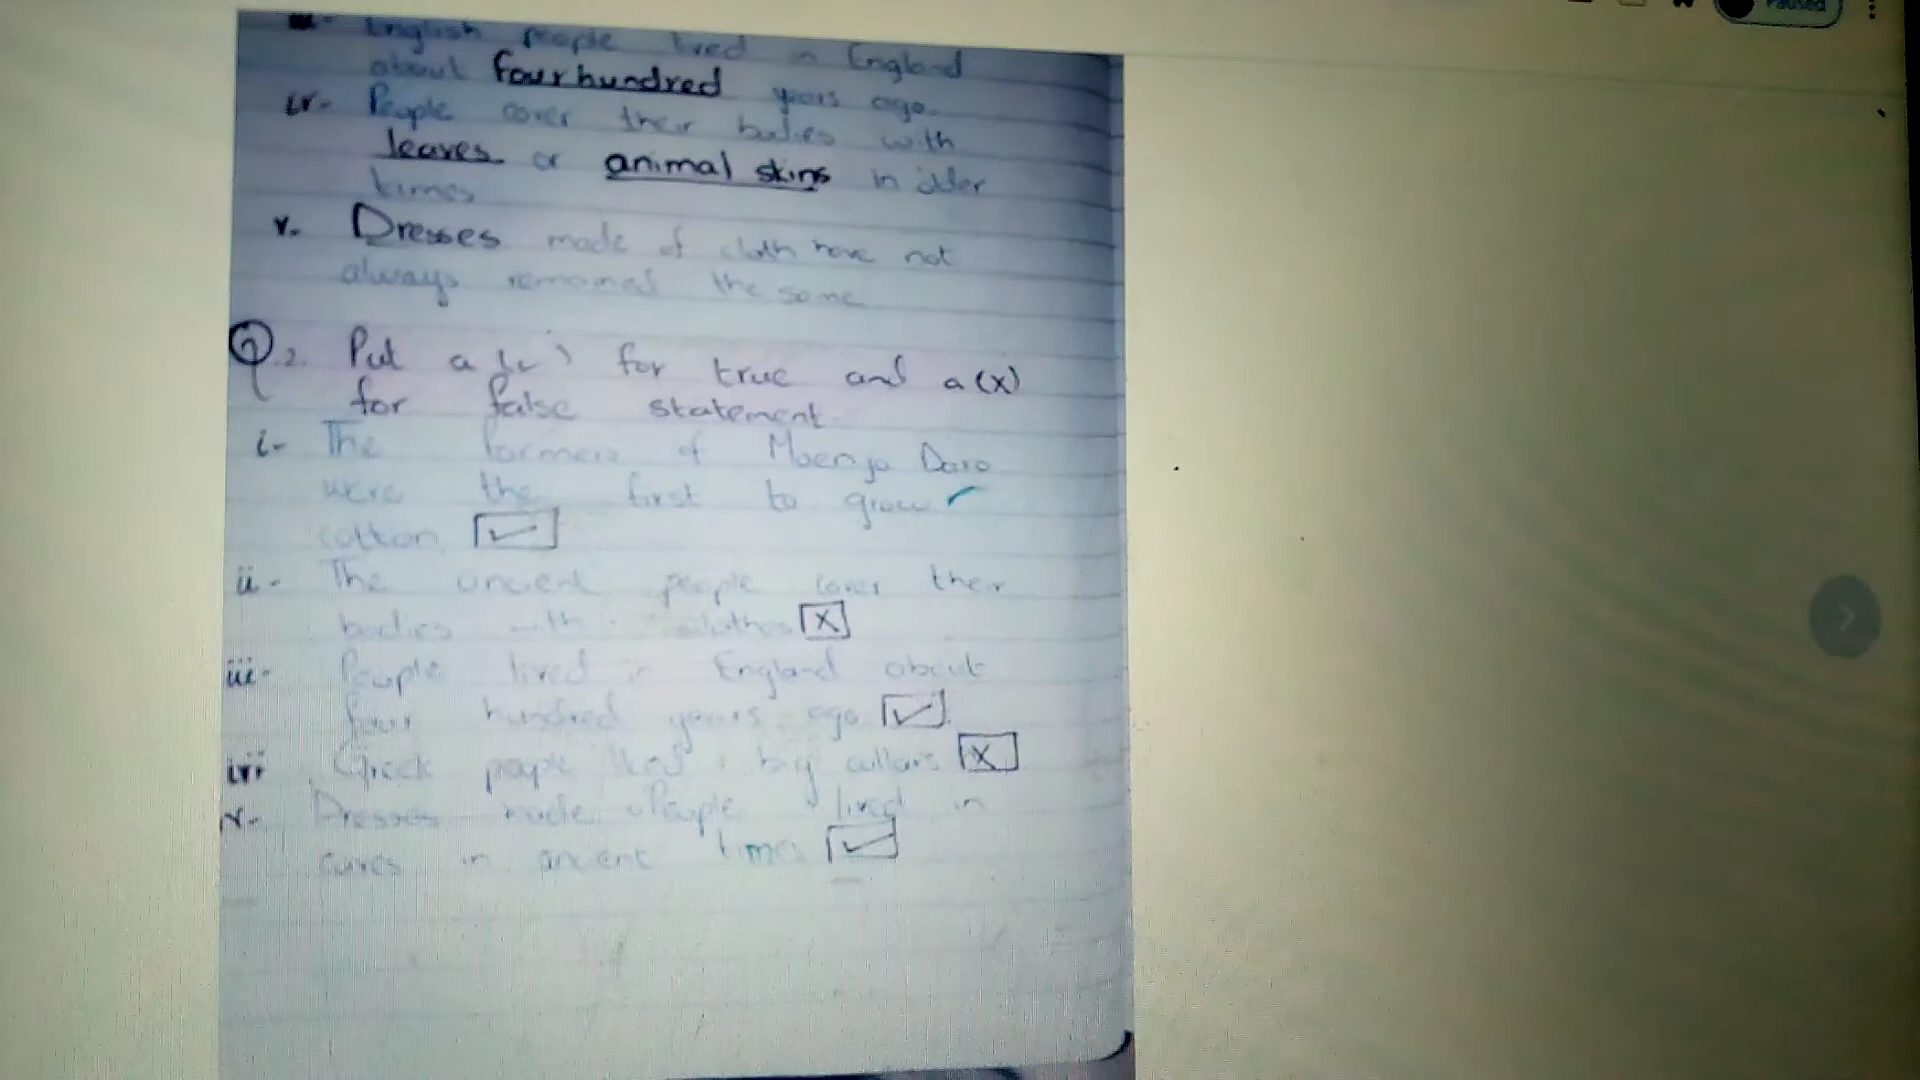 Paused
iii- English people lived in England
about four hundred years ago.
iv- People cover their bodies with
leaves or animal skins in older
times
v. Dresses made of cloth have not
always remained the same
Q.2. Put a for true and a (x)
for false statement
i- The farmers of Moenjo Daro
were the first to grow
cotton. ✓
ii- The ancient people cover their
bodies with clothes x
iii- People lived in England about
four hundred years ago ✓
Greek people liked big collars x
v- Dresses made People lived in
caves in ancient times ✓